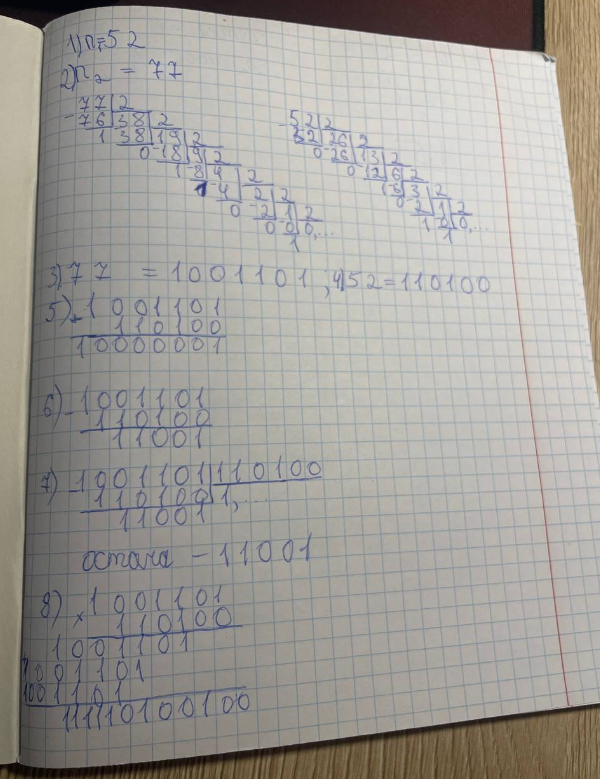 1) n₁=52
2) n₂ = 77
- 77 | 2
76 | 38 | 2
1 38 | 19 | 2
0 - 18 | 9 | 2
1 - 8 | 4 | 2
1 - 4 | 2 | 2
0 - 2 | 1 | 2
0 0 0,...
1
- 52 | 2
52 | 26 | 2
0 - 26 | 13 | 2
0 12 | 6 | 2
1 - 6 | 3 | 2
0 - 2 | 1 | 2
1 0 0,...
1
3) 77 = 1001101 ; 4) 52 = 110100
5) + 1001101
110100
10000001
6) - 1001101
110100
11001
7) - 1001101 | 110100
110100 | 1,...
11001
остача - 11001
8) × 1001101
110100
1001101
1001101
1001101
111110100100